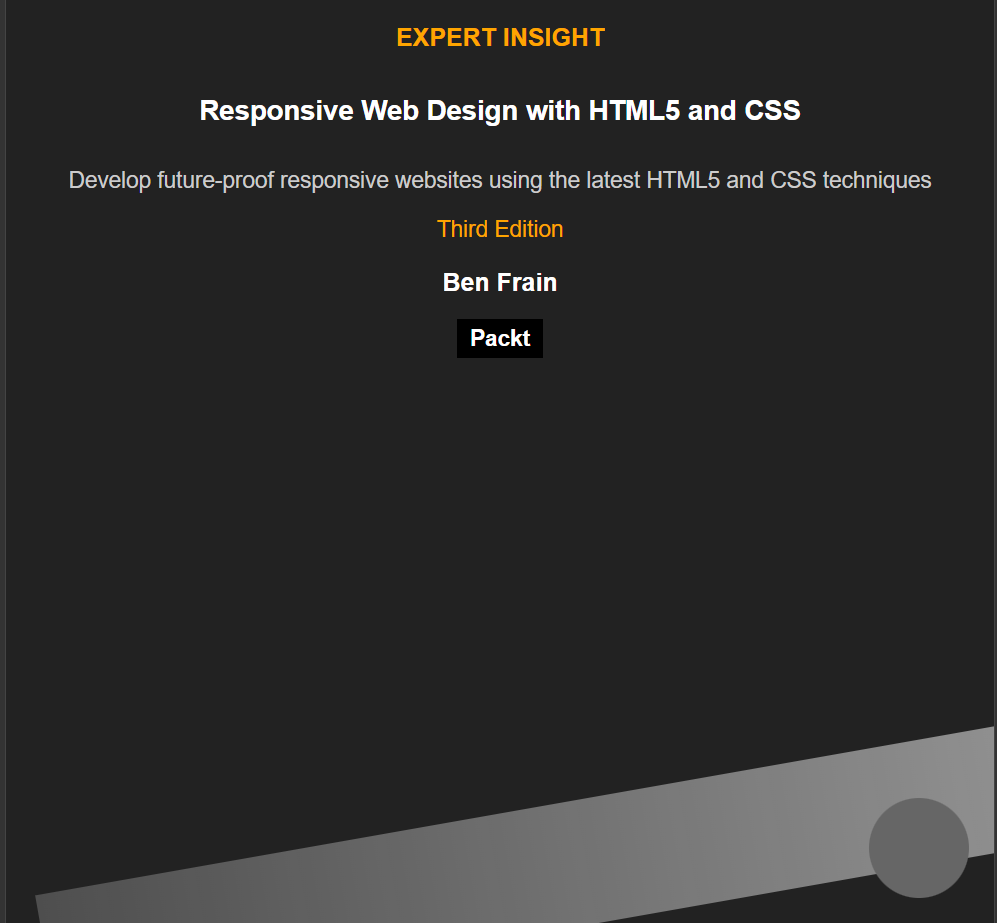 EXPERT INSIGHT
Responsive Web Design with HTML5 and CSS
Develop future-proof responsive websites using the latest HTML5 and CSS techniques
Third Edition
Ben Frain
Packt